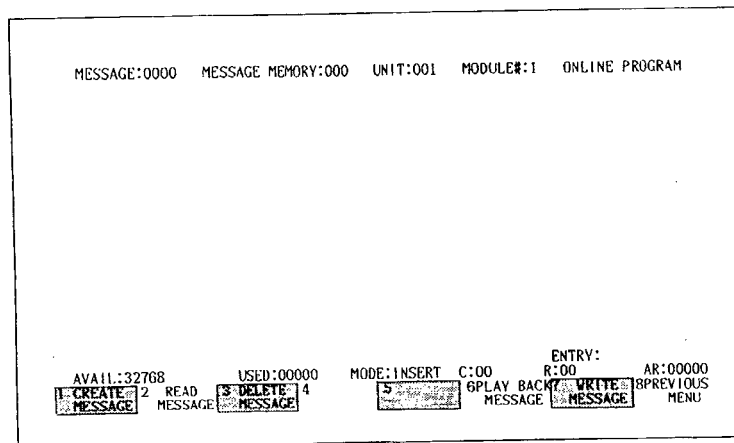 MESSAGE:0000 MESSAGE MEMORY:000 UNIT:001 MODULE#:1 ONLINE PROGRAM
ENTRY:
AVAIL:32768 USED:00000 MODE:INSERT C:00 R:00 AR:00000
1 CREATE 2 READ 3 DELETE 4 5 6PLAY BACK 7 WRITE 8PREVIOUS
MESSAGE MESSAGE MESSAGE MESSAGE MESSAGE MENU